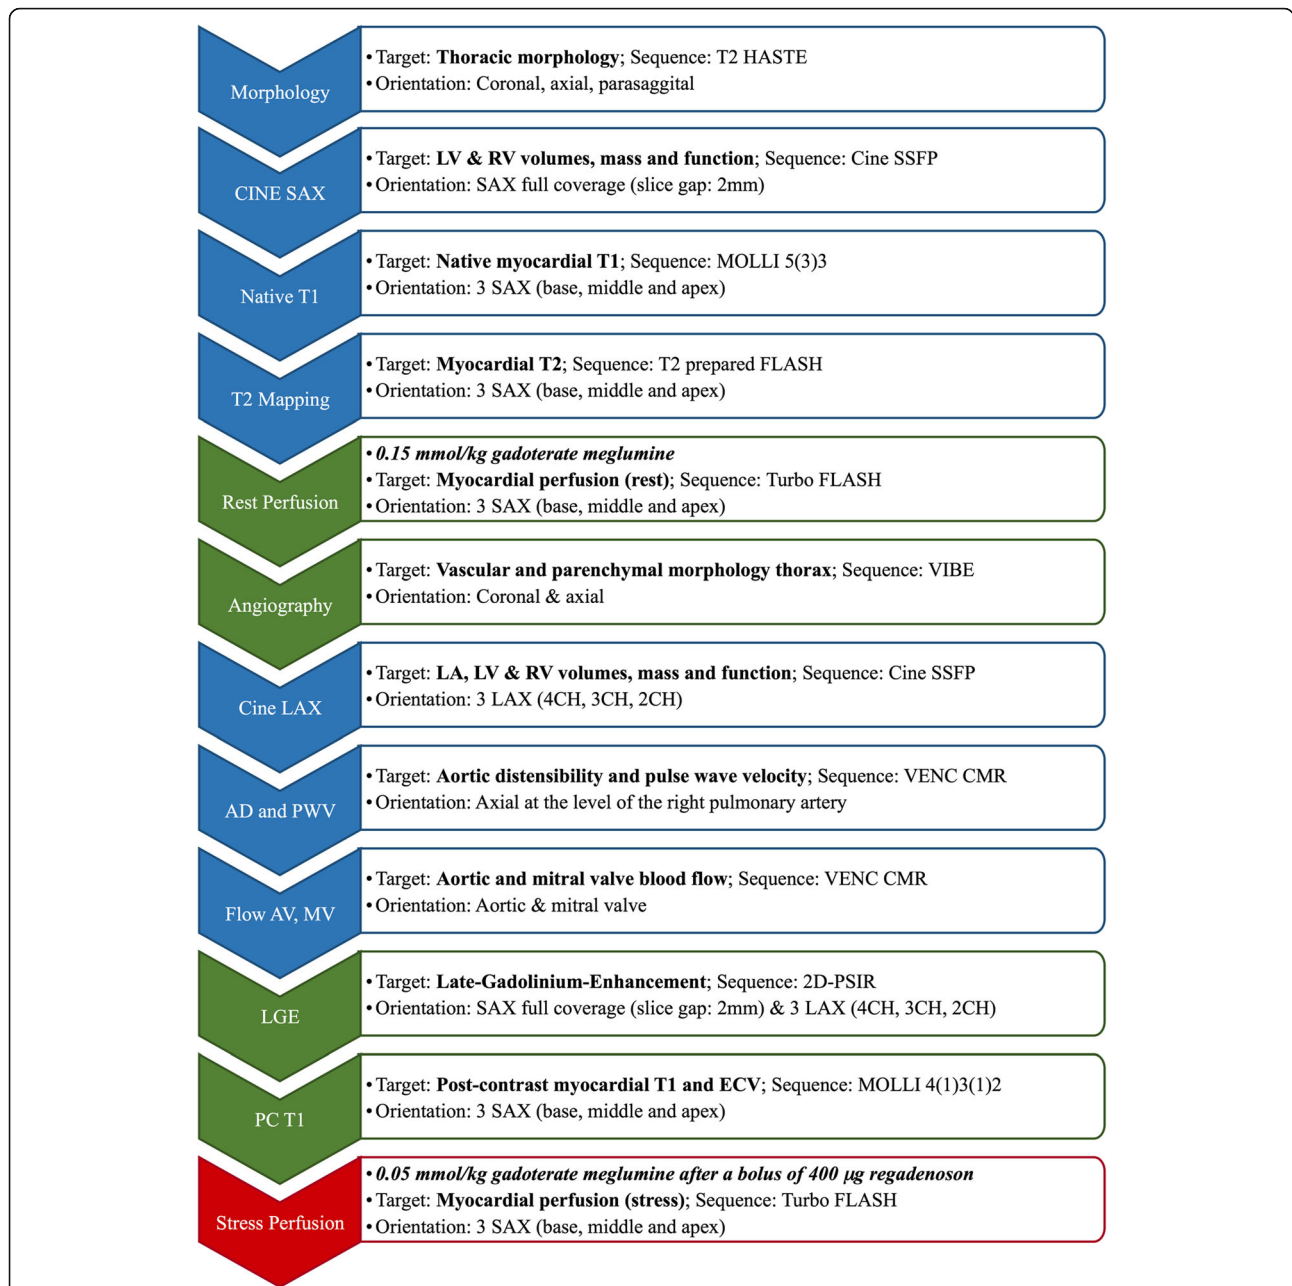 Morphology
• Target: Thoracic morphology; Sequence: T2 HASTE
• Orientation: Coronal, axial, parasaggital
CINE SAX
• Target: LV & RV volumes, mass and function; Sequence: Cine SSFP
• Orientation: SAX full coverage (slice gap: 2mm)
Native T1
• Target: Native myocardial T1; Sequence: MOLLI 5(3)3
• Orientation: 3 SAX (base, middle and apex)
T2 Mapping
• Target: Myocardial T2; Sequence: T2 prepared FLASH
• Orientation: 3 SAX (base, middle and apex)
Rest Perfusion
• 0.15 mmol/kg gadoterate meglumine
• Target: Myocardial perfusion (rest); Sequence: Turbo FLASH
• Orientation: 3 SAX (base, middle and apex)
Angiography
• Target: Vascular and parenchymal morphology thorax; Sequence: VIBE
• Orientation: Coronal & axial
Cine LAX
• Target: LA, LV & RV volumes, mass and function; Sequence: Cine SSFP
• Orientation: 3 LAX (4CH, 3CH, 2CH)
AD and PWV
• Target: Aortic distensibility and pulse wave velocity; Sequence: VENC CMR
• Orientation: Axial at the level of the right pulmonary artery
Flow AV, MV
• Target: Aortic and mitral valve blood flow; Sequence: VENC CMR
• Orientation: Aortic & mitral valve
LGE
• Target: Late-Gadolinium-Enhancement; Sequence: 2D-PSIR
• Orientation: SAX full coverage (slice gap: 2mm) & 3 LAX (4CH, 3CH, 2CH)
PC T1
• Target: Post-contrast myocardial T1 and ECV; Sequence: MOLLI 4(1)3(1)2
• Orientation: 3 SAX (base, middle and apex)
Stress Perfusion
• 0.05 mmol/kg gadoterate meglumine after a bolus of 400 µg regadenoson
• Target: Myocardial perfusion (stress); Sequence: Turbo FLASH
• Orientation: 3 SAX (base, middle and apex)